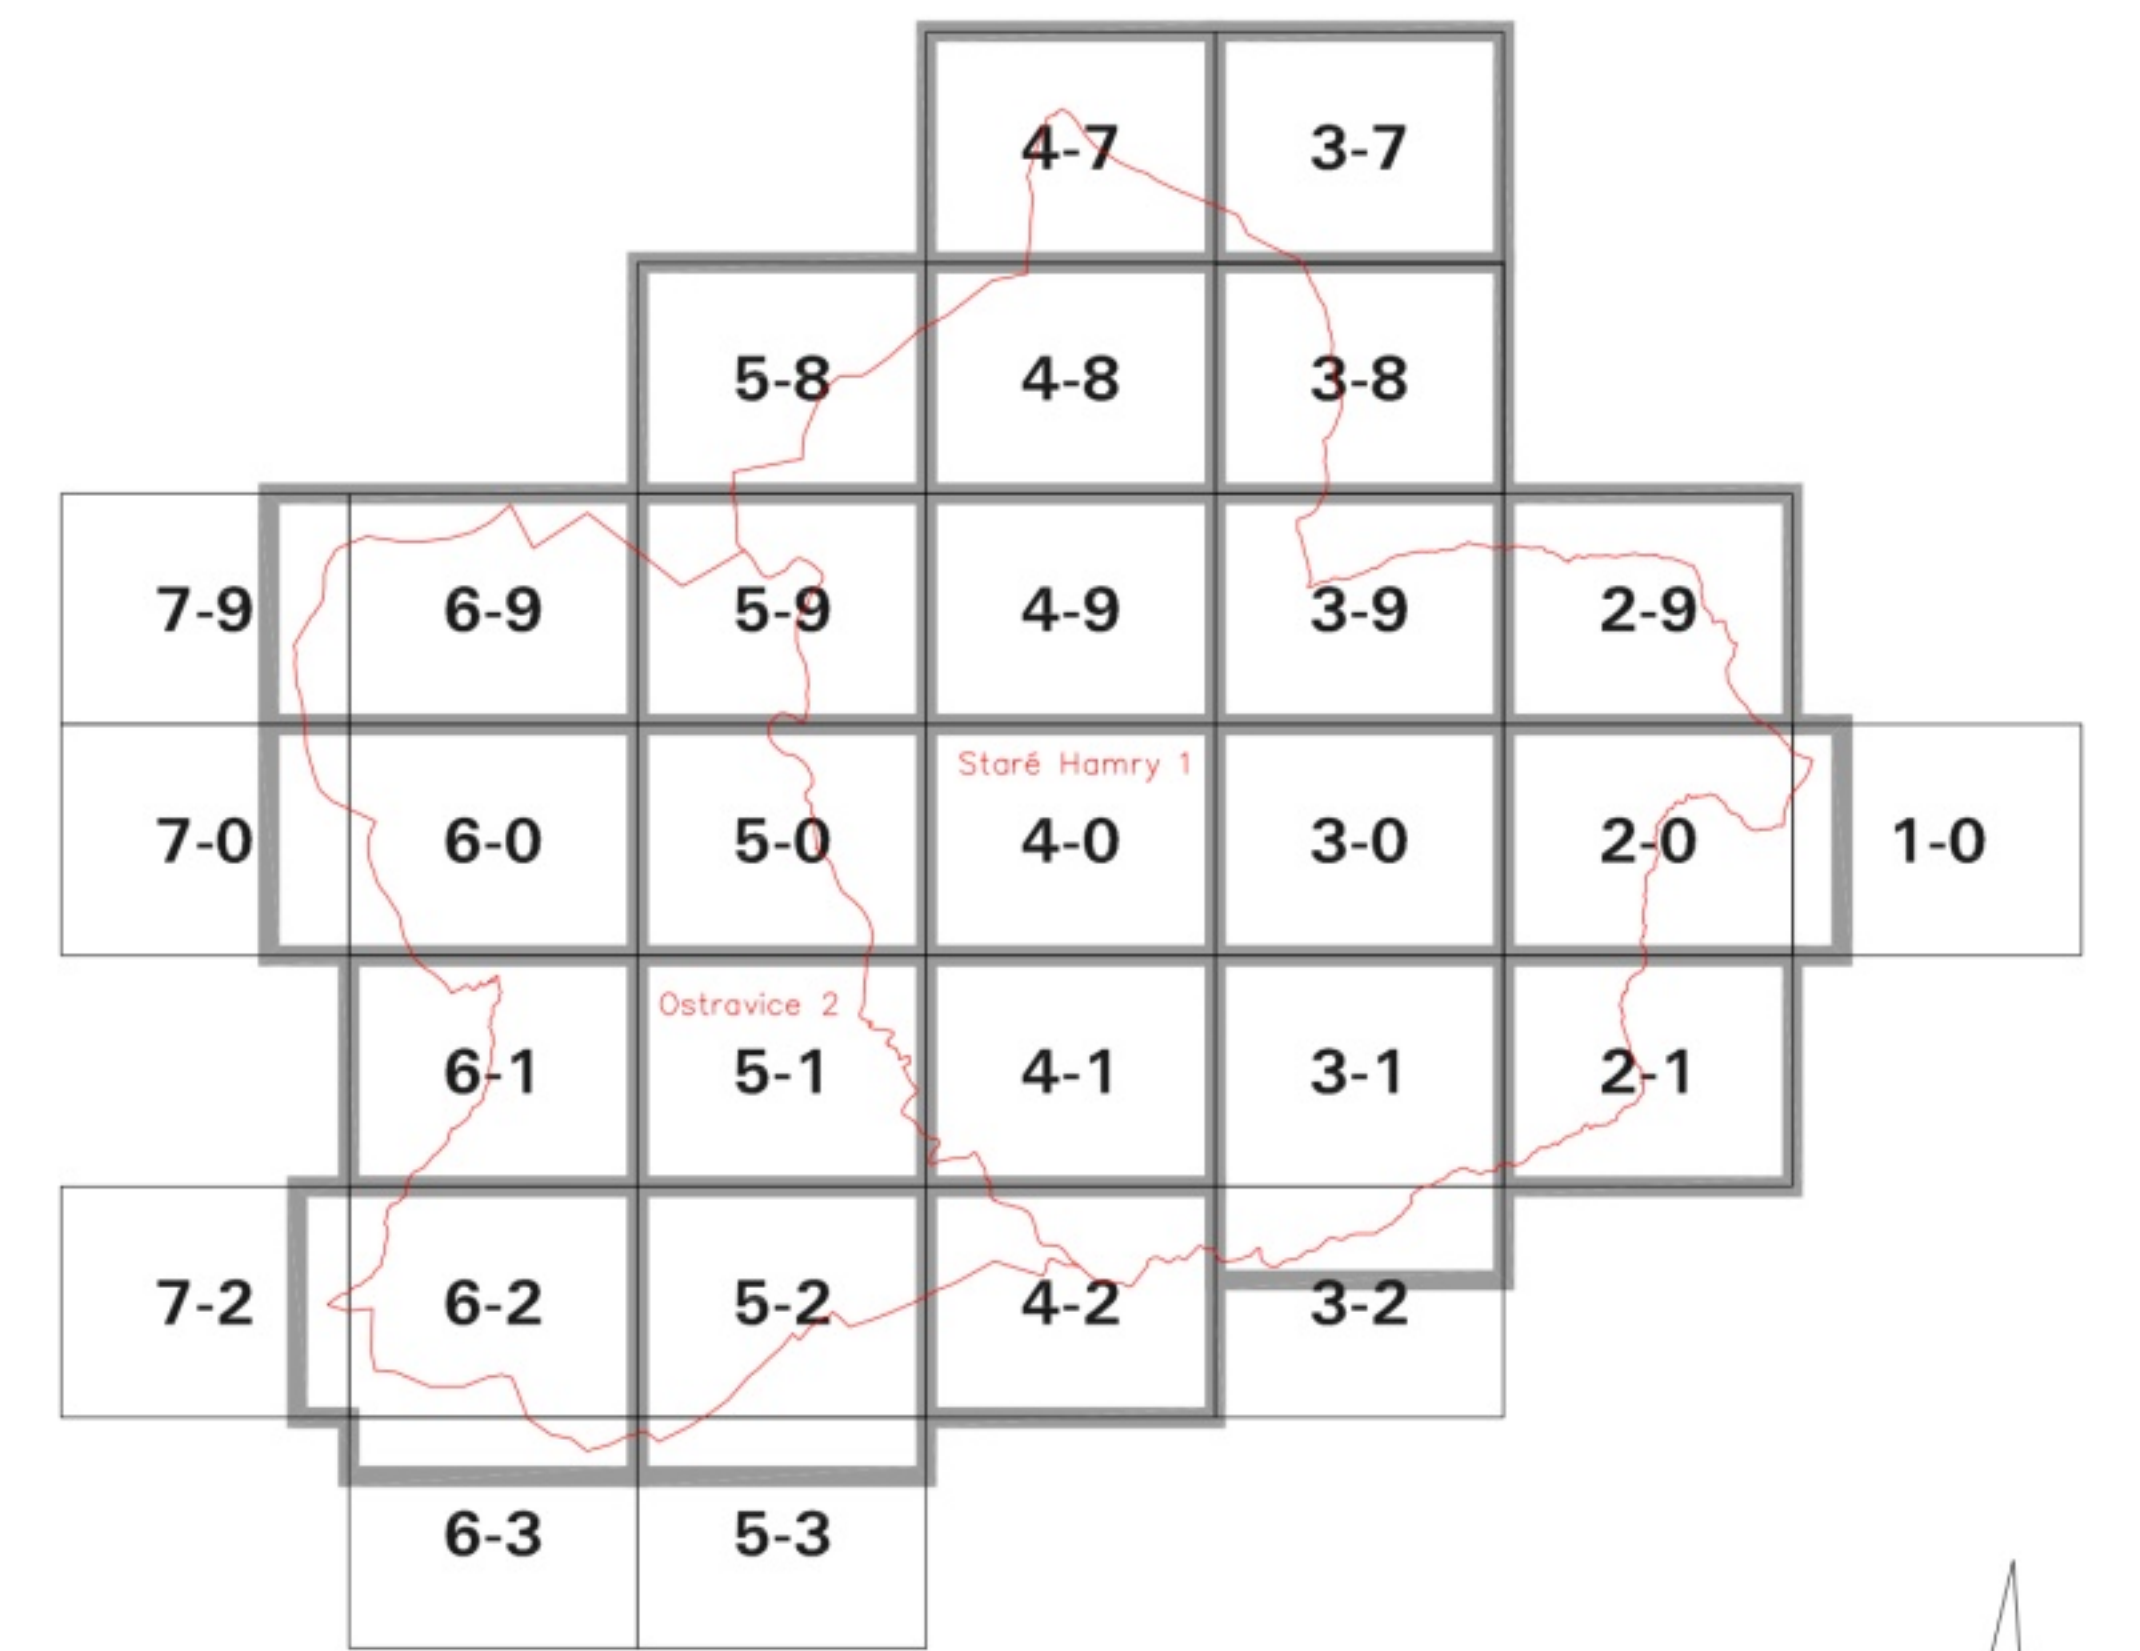 4-7 3-7
5-8 4-8 3-8
7-9 6-9 5-9 4-9 3-9 2-9
Staré Hamry 1
7-0 6-0 5-0 4-0 3-0 2-0 1-0
Ostravice 2
6-1 5-1 4-1 3-1 2-1
7-2 6-2 5-2 4-2 3-2
6-3 5-3